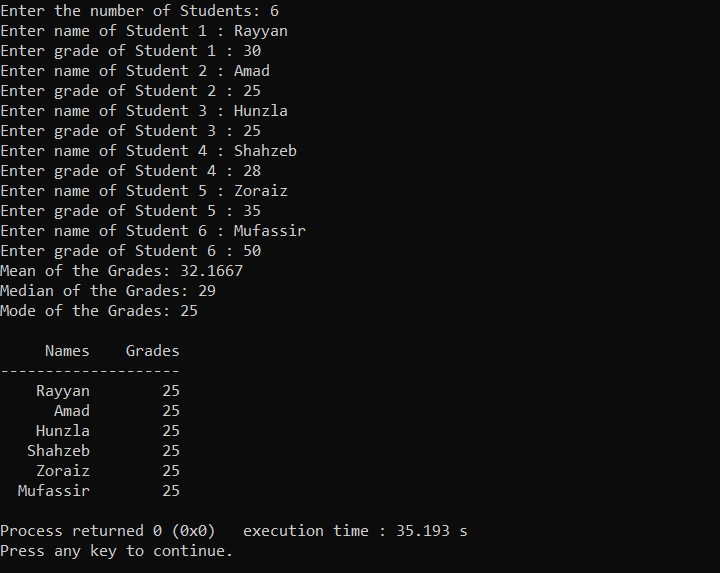 Enter the number of Students: 6
Enter name of Student 1 : Rayyan
Enter grade of Student 1 : 30
Enter name of Student 2 : Amad
Enter grade of Student 2 : 25
Enter name of Student 3 : Hunzla
Enter grade of Student 3 : 25
Enter name of Student 4 : Shahzeb
Enter grade of Student 4 : 28
Enter name of Student 5 : Zoraiz
Enter grade of Student 5 : 35
Enter name of Student 6 : Mufassir
Enter grade of Student 6 : 50
Mean of the Grades: 32.1667
Median of the Grades: 29
Mode of the Grades: 25

     Names    Grades
--------------------
    Rayyan        25
      Amad        25
    Hunzla        25
   Shahzeb        25
    Zoraiz        25
  Mufassir        25

Process returned 0 (0x0)   execution time : 35.193 s
Press any key to continue.